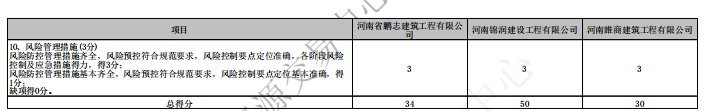 项目
河南省鹏志建筑工程有限公
司
河南锦润建设工程有限公司
河南睢商建筑工程有限公司
10、风险管理措施(3分)
风险防控管理措施齐全，风险预控符合规范要求，风险控制要点定位准确，各阶段风险
控制及应急措施得力，得3分；
风险防控管理措施基本齐全，风险预控符合规范要求，风险控制要点定位基本准确，得
1分；
缺项得0分。
3
3
3
总得分
34
50
30
源交易中心